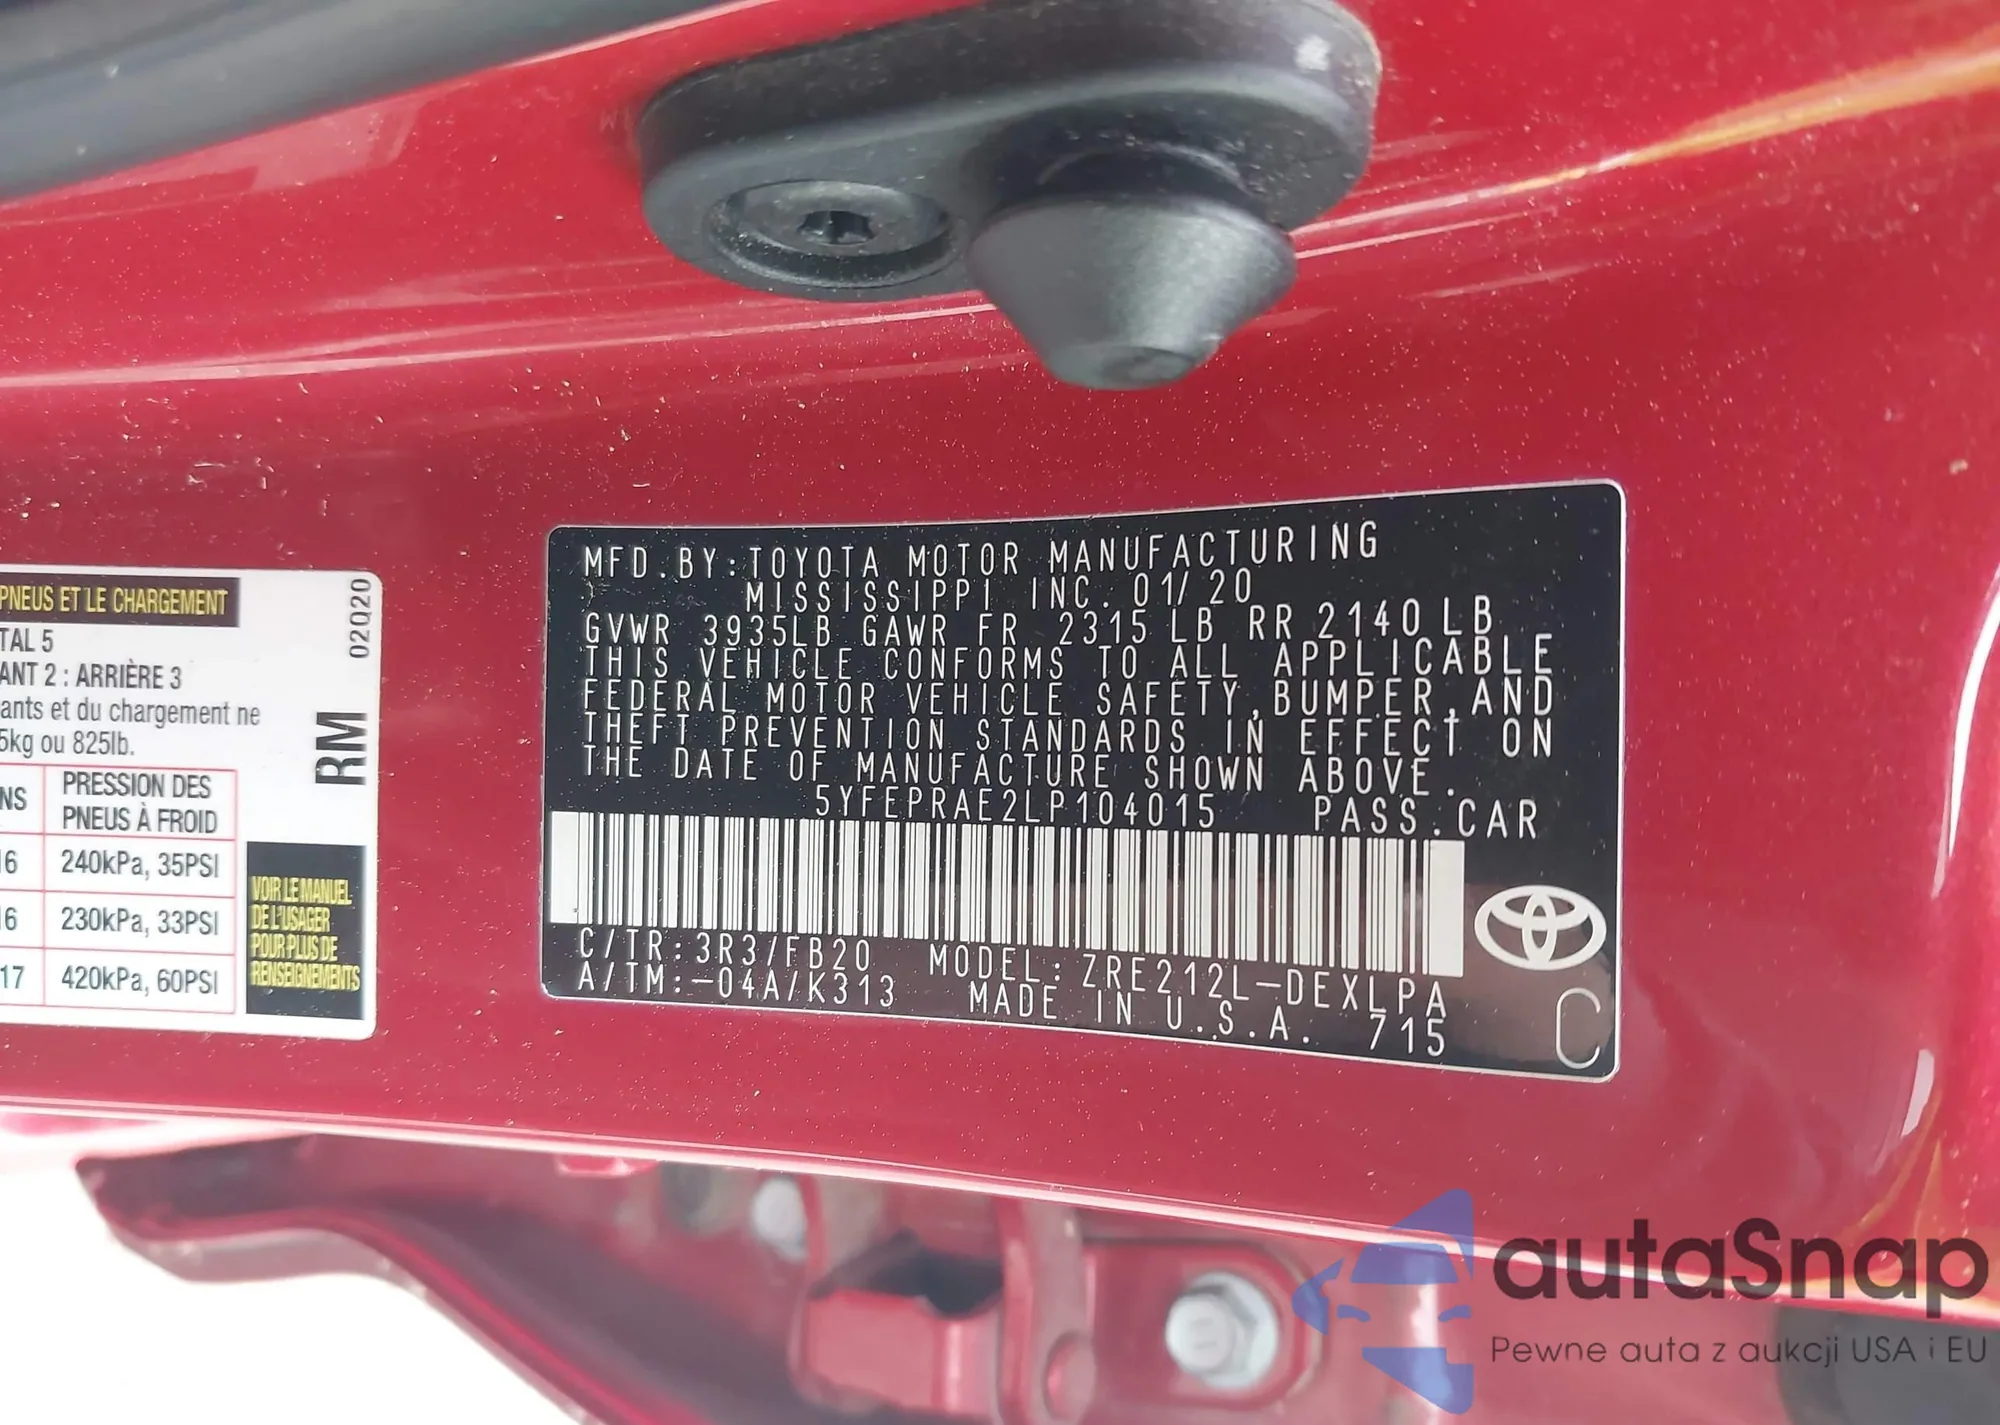 PNEUS ET LE CHARGEMENT
TAL 5
ANT 2 : ARRIÈRE 3
ants et du chargement ne
5kg ou 825lb.
NS
PRESSION DES
PNEUS À FROID
16
240kPa, 35PSI
16
230kPa, 33PSI
17
420kPa, 60PSI
02020
RM
VOIR LE MANUEL
DE L'USAGER
POUR PLUS DE
RENSEIGNEMENTS
MFD.BY:TOYOTA MOTOR MANUFACTURING
MISSISSIPPI INC. 01/20
GVWR 3935LB GAWR FR 2315 LB RR 2140 LB
THIS VEHICLE CONFORMS TO ALL APPLICABLE
FEDERAL MOTOR VEHICLE SAFETY,BUMPER,AND
THEFT PREVENTION STANDARDS IN EFFECT ON
THE DATE OF MANUFACTURE SHOWN ABOVE.
5YFEPRAE2LP104015 PASS.CAR
C/TR:3R3/FB20 MODEL:ZRE212L-DEXLPA
A/TM:-04A/K313 MADE IN U.S.A. 715
C
autaSnap
Pewne auta z aukcji USA i EU